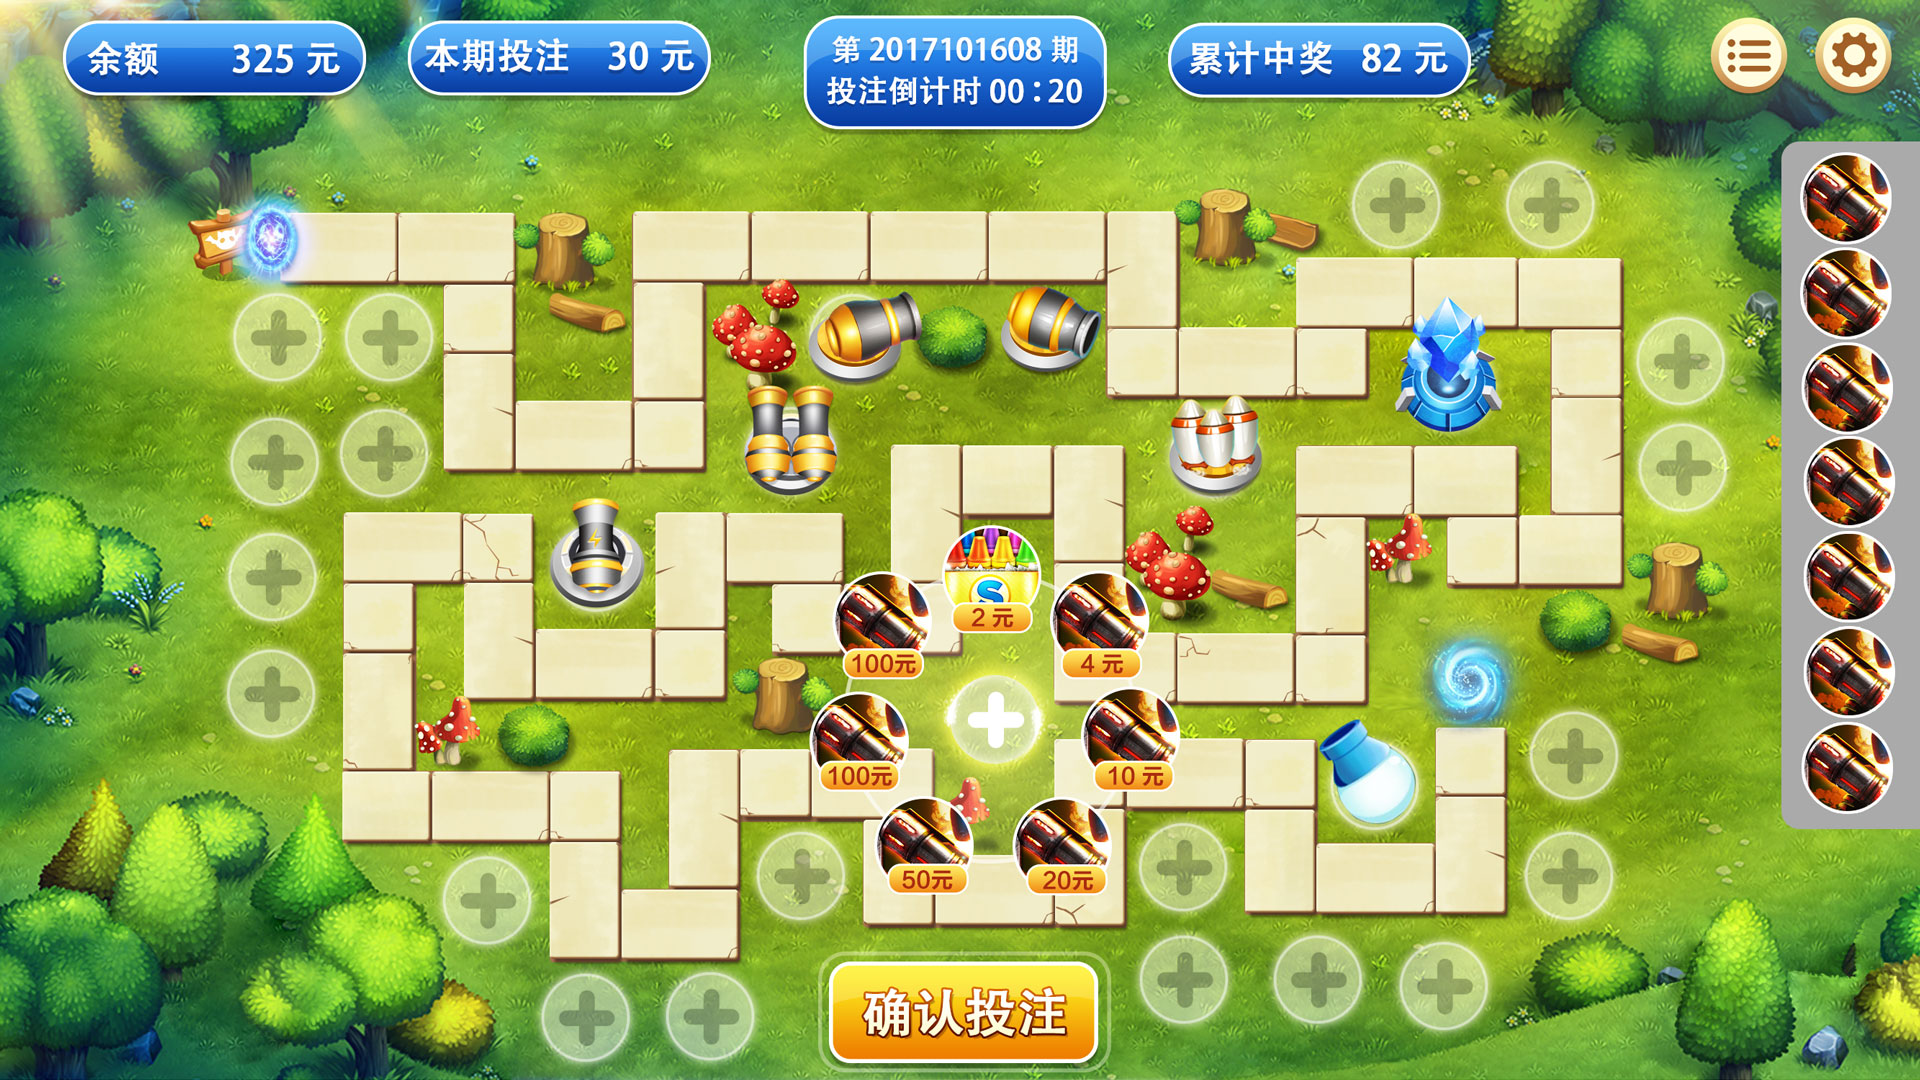 余额 325 元
本期投注 30 元
第 2017101608 期
投注倒计时 00:20
累计中奖 82 元
S
2 元
100元
4 元
100元
10 元
50元
20元
确认投注